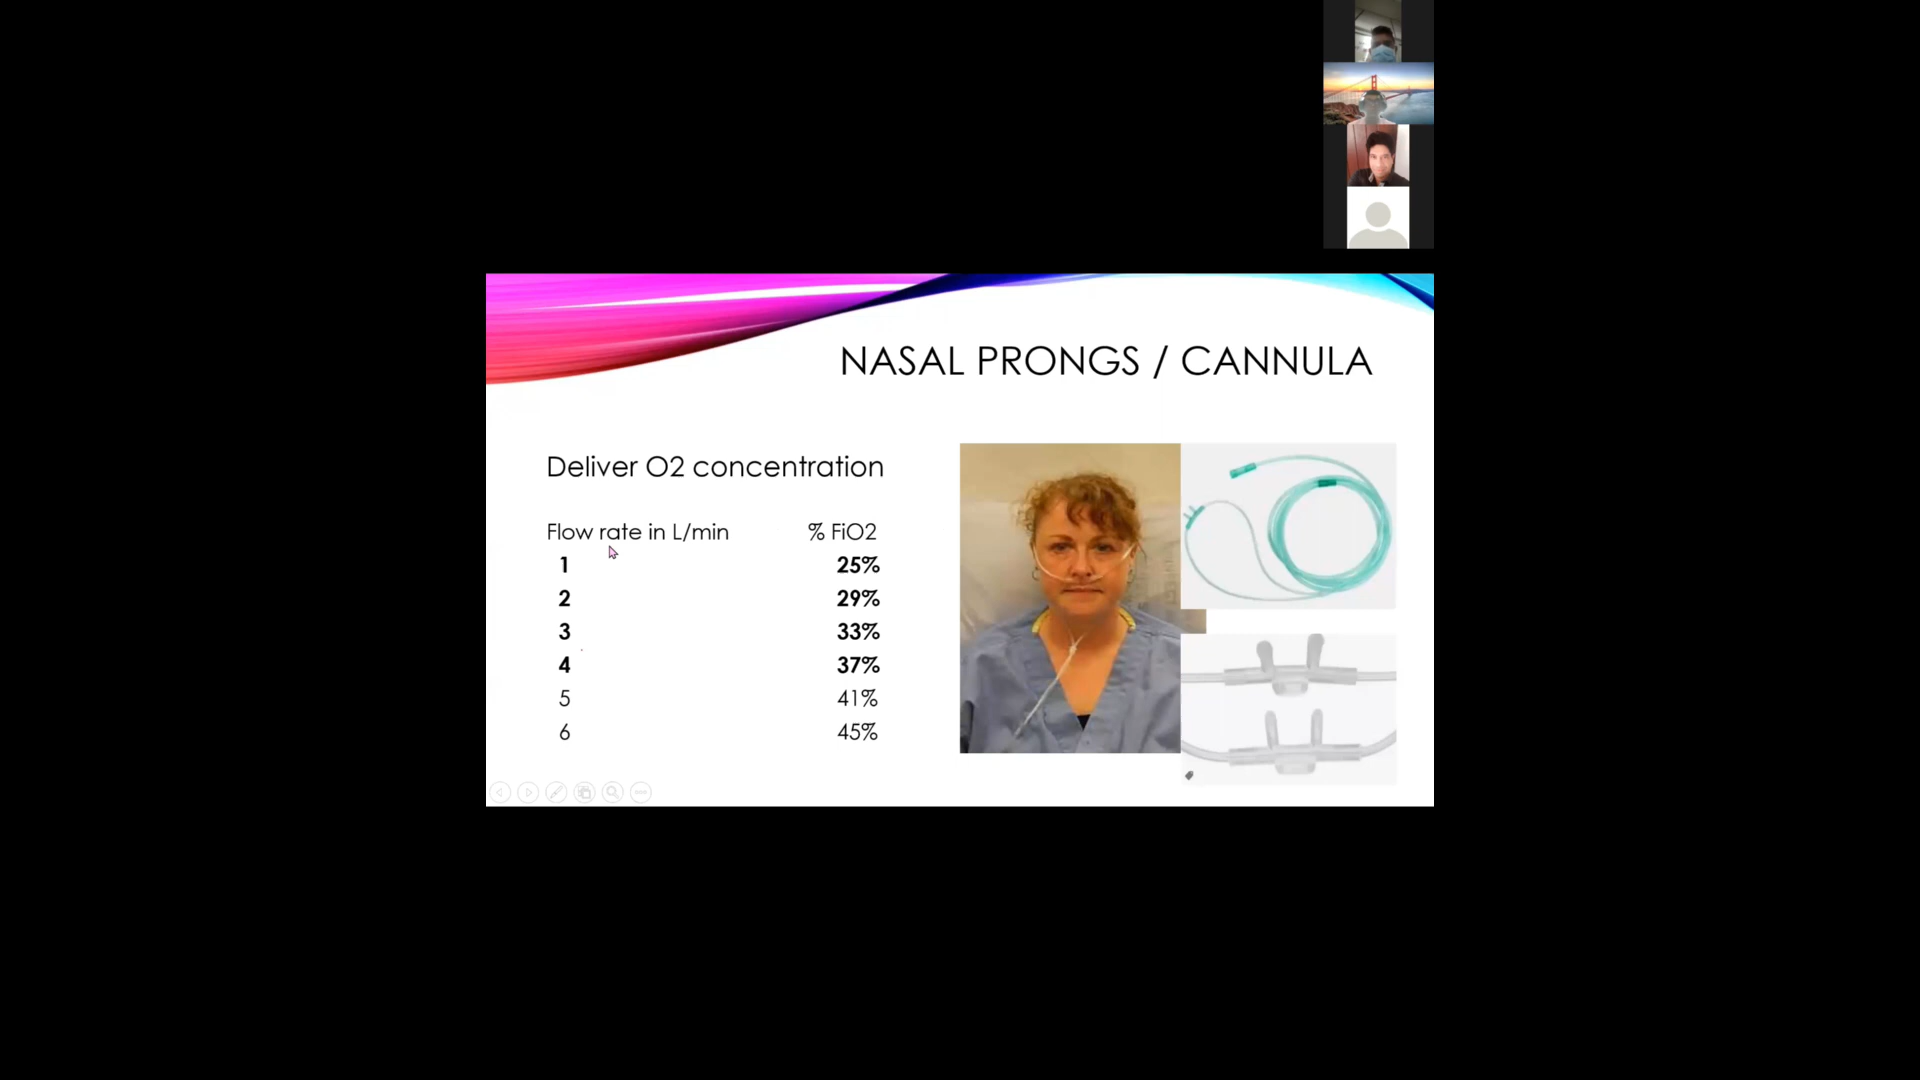 NASAL PRONGS / CANNULA
Deliver O2 concentration
Flow rate in L/min % FiO2
1 25%
2 29%
3 33%
4 37%
5 41%
6 45%